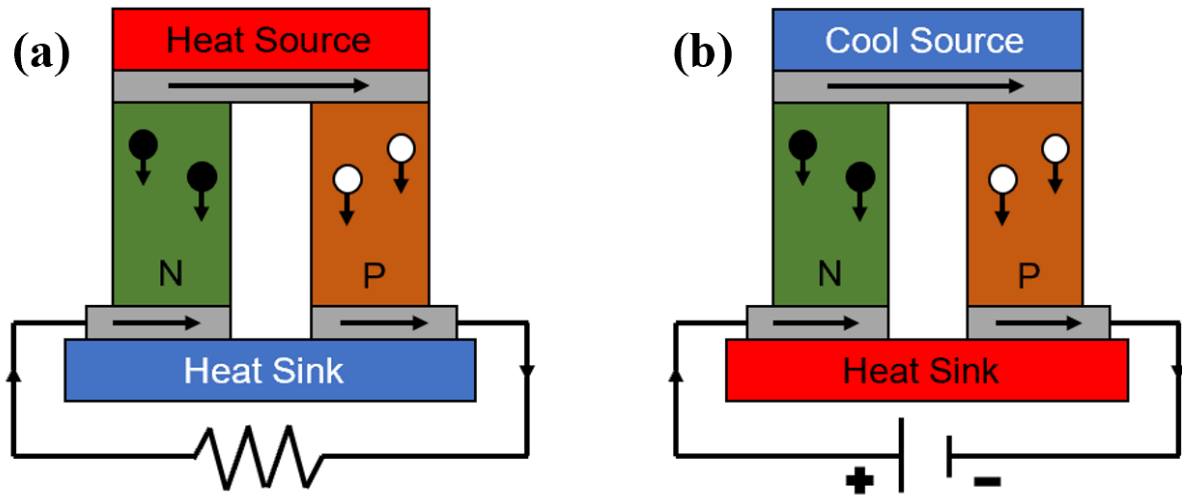 (a)
Heat Source
N
P
Heat Sink
(b)
Cool Source
N
P
Heat Sink
+
-